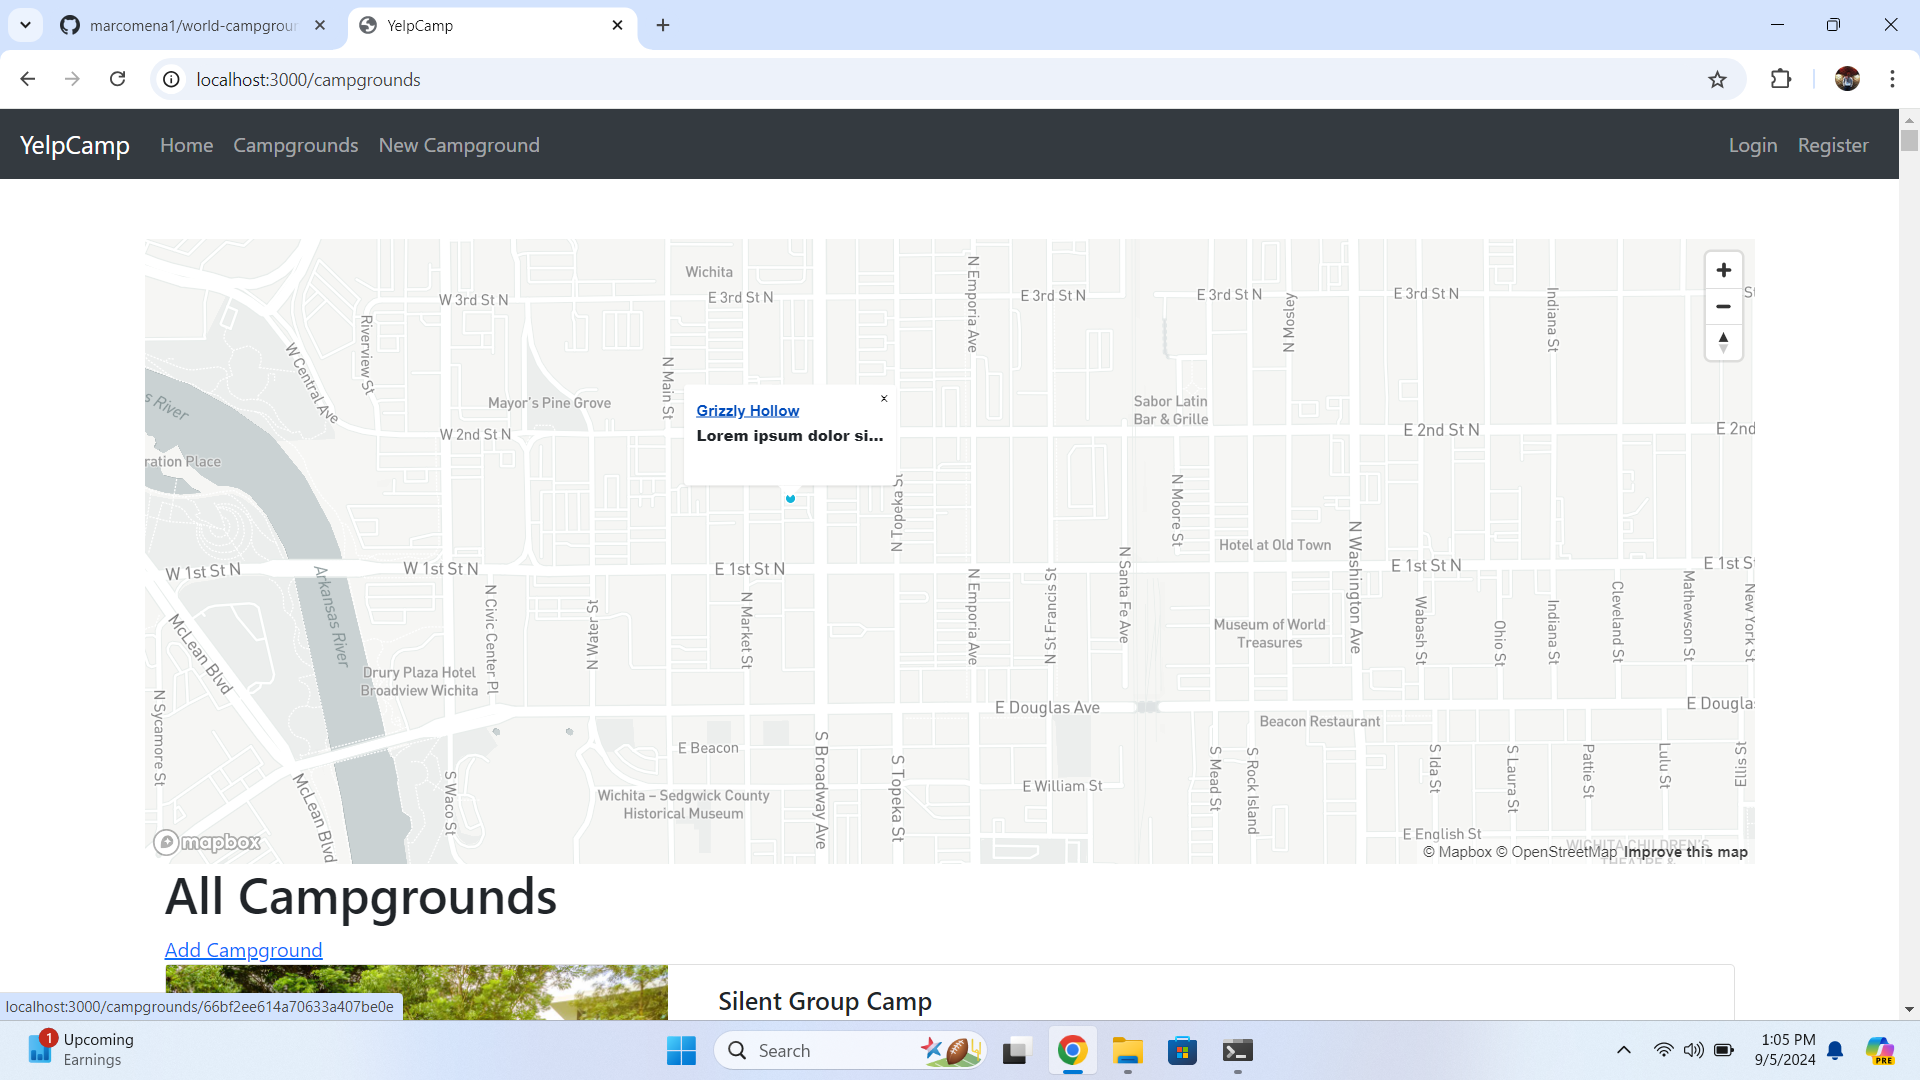 marcomena1/world-campgroun
YelpCamp
localhost:3000/campgrounds
YelpCamp
Home
Campgrounds
New Campground
Login
Register
Wichita
W 3rd St N
E 3rd St N
E 3rd St N
E 3rd St N
E 3rd St N
N Emporia Ave
N Mosley
Indiana St
Riverview St
W Central Ave
N Main St
Mayor's Pine Grove
Grizzly Hollow
×
Lorem ipsum dolor si...
Sabor Latin
Bar & Grille
s River
W 2nd St N
E 2nd St N
E 2nd
ration Place
N Topeka St
N Moore St
N Washington Ave
Hotel at Old Town
W 1st St N
W 1st St N
E 1st St N
E 1st St N
E 1st S
Arkansas River
N Civic Center Pl
N Water St
N Market St
N Emporia Ave
N St Francis St
N Santa Fe Ave
Museum of World
Treasures
Wabash St
Ohio St
Indiana St
Cleveland St
Mathewson St
New York St
McLean Blvd
Drury Plaza Hotel
Broadview Wichita
N Sycamore St
E Douglas Ave
E Dougla
Beacon Restaurant
E Beacon
S Broadway Ave
S Topeka St
S Waco St
McLean Blvd
E William St
S Mead St
S Rock Island
S Ida St
S Laura St
Pattie St
Lulu St
S Ellis St
Wichita – Sedgwick County
Historical Museum
E English St
WICHITA CHILDREN'S
THEATRE &
mapbox
© Mapbox © OpenStreetMap Improve this map
All Campgrounds
Add Campground
Silent Group Camp
localhost:3000/campgrounds/66bf2ee614a70633a407be0e
1
Upcoming
Earnings
Search
1:05 PM
9/5/2024
PRE